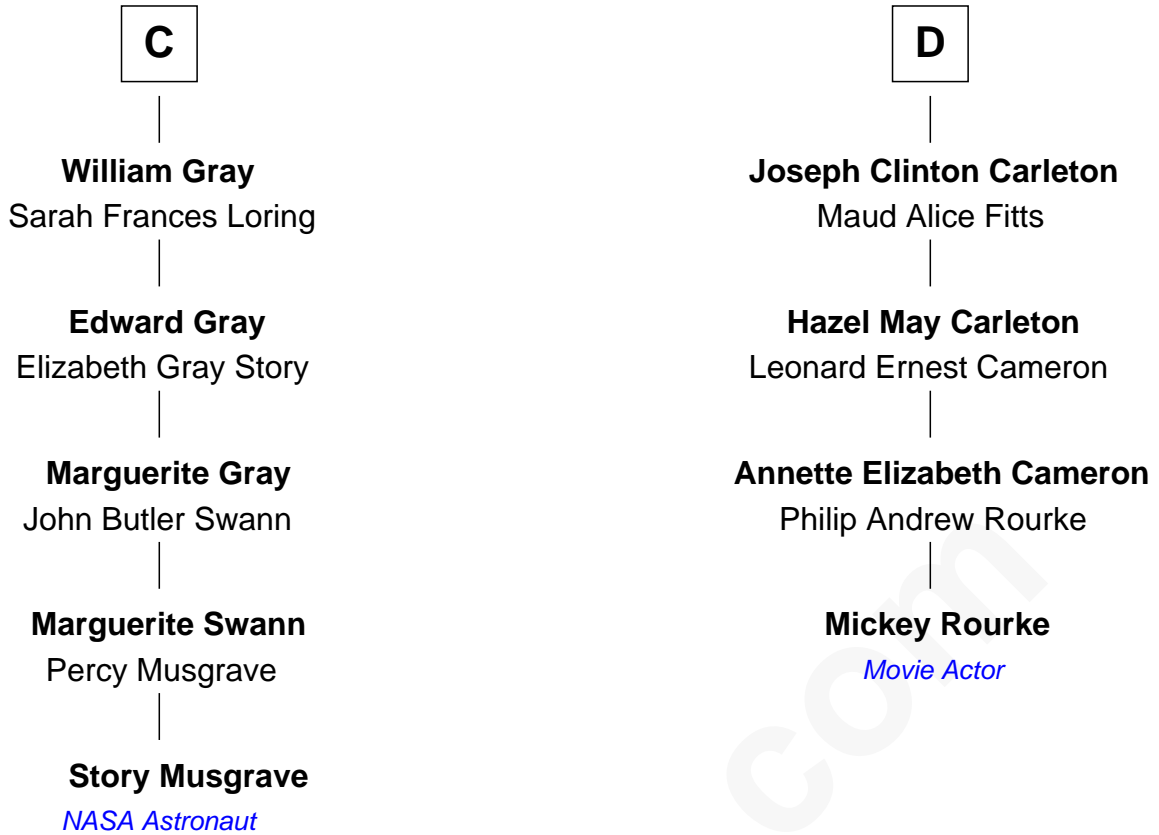 C
William Gray
Sarah Frances Loring
Edward Gray
Elizabeth Gray Story
Marguerite Gray
John Butler Swann
Marguerite Swann
Percy Musgrave
Story Musgrave
NASA Astronaut
D
Joseph Clinton Carleton
Maud Alice Fitts
Hazel May Carleton
Leonard Ernest Cameron
Annette Elizabeth Cameron
Philip Andrew Rourke
Mickey Rourke
Movie Actor
com